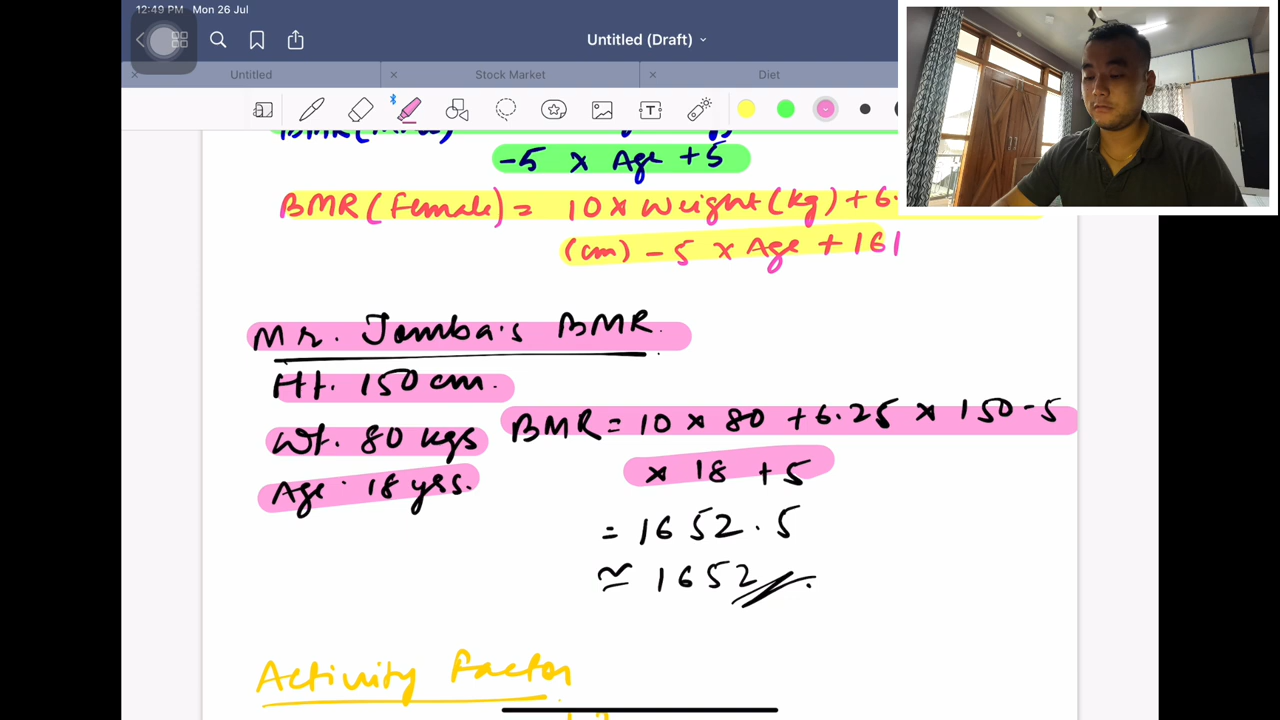 12:49 PM Mon 26 Jul
Untitled (Draft)
Untitled
Stock Market
Diet
-5 x Age +5
BMR (female) = 10 x weight (kg) + 6.
(cm) - 5 x Age + 161
Mr. Jamba's BMR.
Ht. 150 cm.
Wt. 80 kgs
Age 18 yrs.
BMR = 10 x 80 + 6.25 x 150 - 5
x 18 + 5
= 1652.5
≅ 1652
Activity Factor